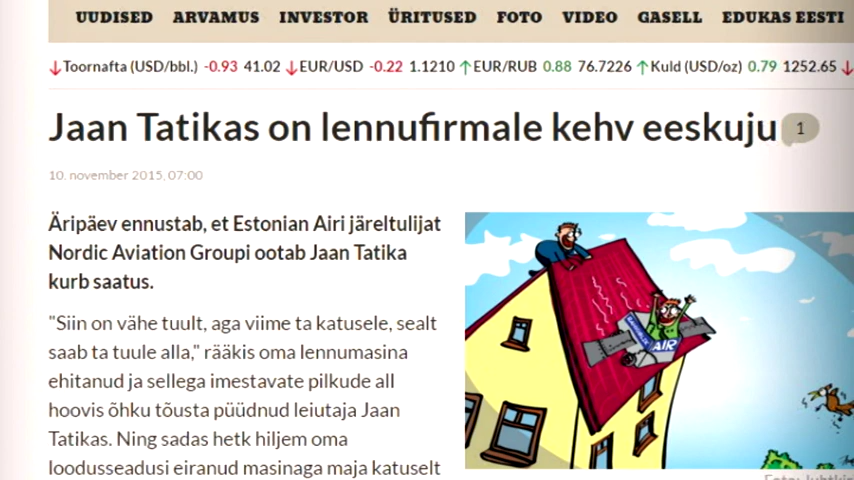 UUDISED ARVAMUS INVESTOR ÜRITUSED FOTO VIDEO GASELL EDUKAS EESTI
Toornafta (USD/bbl.) -0.93 41.02 EUR/USD -0.22 1.1210 EUR/RUB 0.88 76.7226 Kuld (USD/oz) 0.79 1252.65
Jaan Tatikas on lennufirmale kehv eeskuju 1
10. november 2015, 07:00
Äripäev ennustab, et Estonian Airi järeltulijat
Nordic Aviation Groupi ootab Jaan Tatika
kurb saatus.
"Siin on vähe tuult, aga viime ta katusele, sealt
saab ta tuule alla," rääkis oma lennumasina
ehitanud ja sellega imestavate pilkude all
hoovis õhku tõusta püüdnud leiutaja Jaan
Tatikas. Ning sadas hetk hiljem oma
loodusseadusi eiranud masinaga maja katuselt
AIR